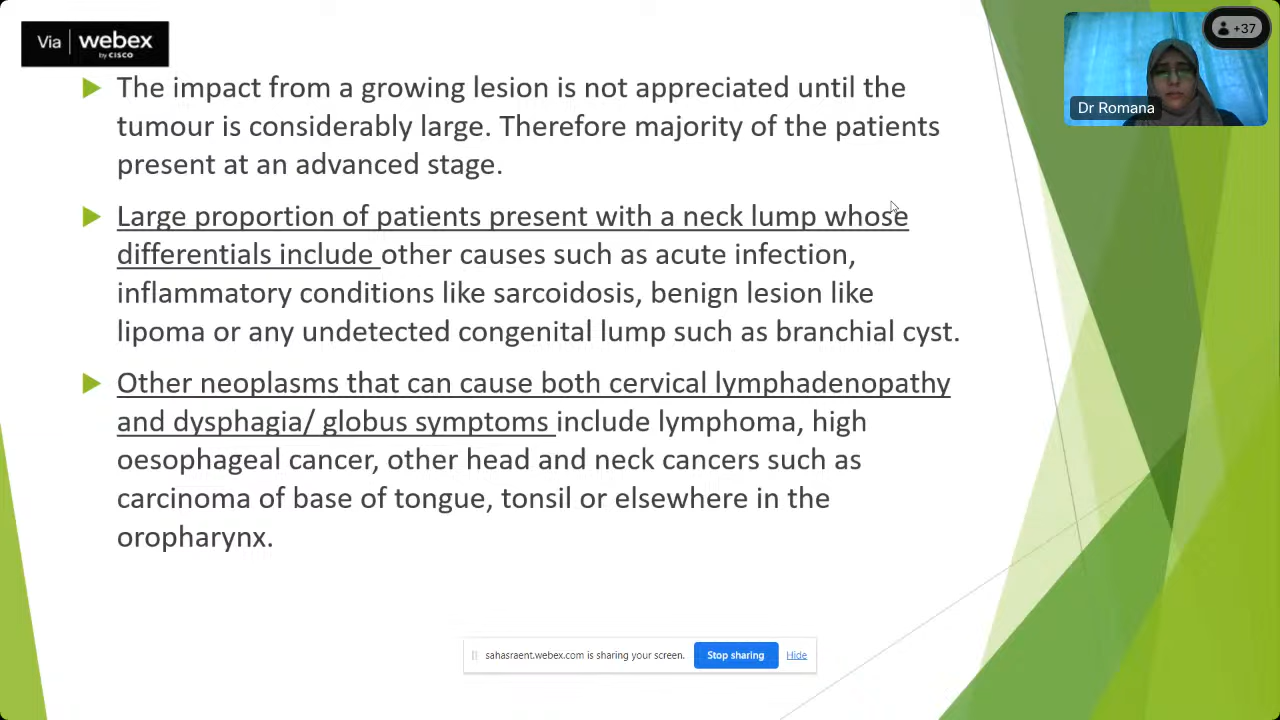 Via webex
by CISCO
+37
Dr Romana
The impact from a growing lesion is not appreciated until the
tumour is considerably large. Therefore majority of the patients
present at an advanced stage.
Large proportion of patients present with a neck lump whose
differentials include other causes such as acute infection,
inflammatory conditions like sarcoidosis, benign lesion like
lipoma or any undetected congenital lump such as branchial cyst.
Other neoplasms that can cause both cervical lymphadenopathy
and dysphagia/ globus symptoms include lymphoma, high
oesophageal cancer, other head and neck cancers such as
carcinoma of base of tongue, tonsil or elsewhere in the
oropharynx.
sahasraent.webex.com is sharing your screen. Stop sharing Hide